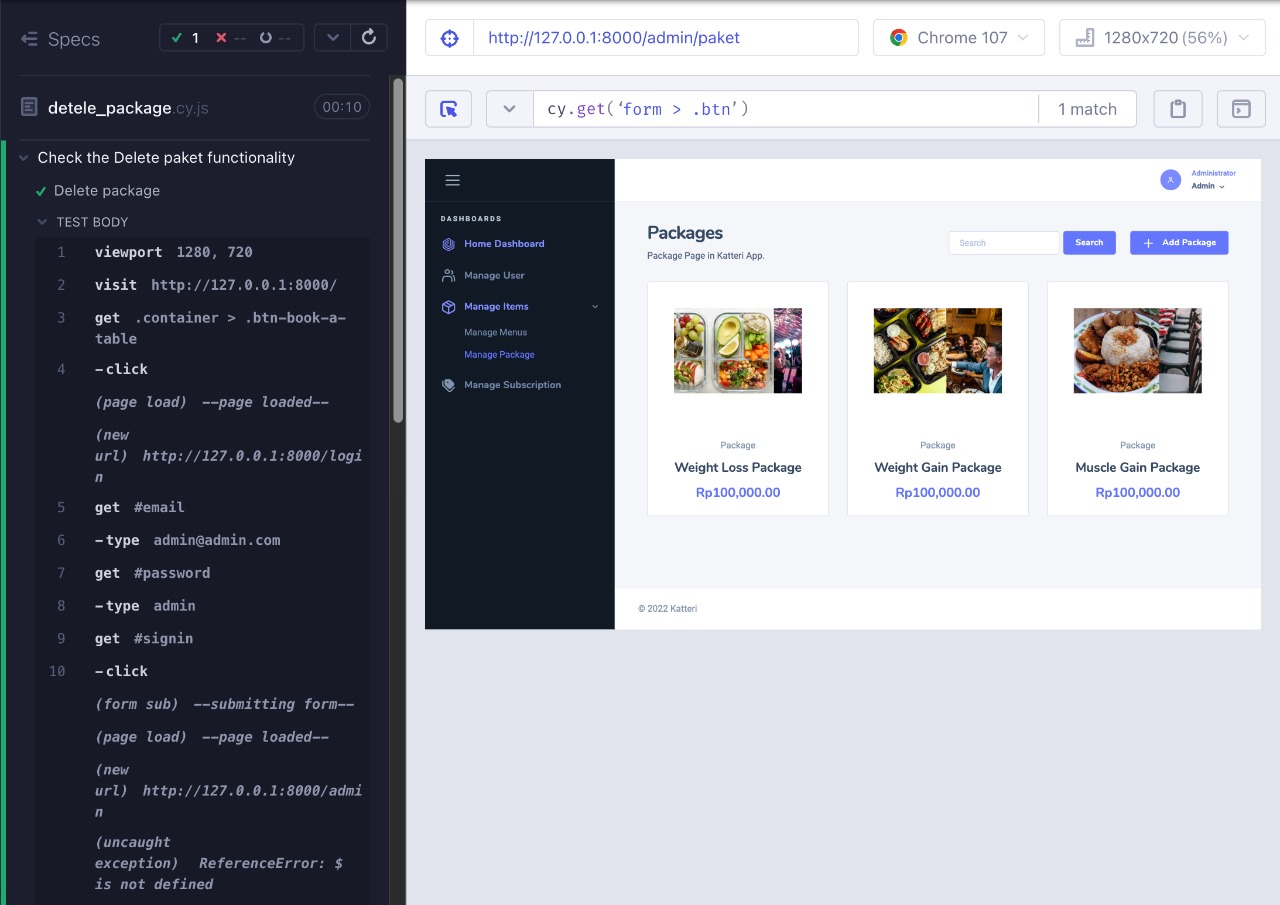 Specs
1 -- --
detele_package.cy.js 00:10
Check the Delete paket functionality
Delete package
TEST BODY
1 viewport 1280, 720
2 visit http://127.0.0.1:8000/
3 get .container > .btn-book-a-
table
4 -click
(page load) --page loaded--
(new
url) http://127.0.0.1:8000/logi
n
5 get #email
6 -type admin@admin.com
7 get #password
8 -type admin
9 get #signin
10 -click
(form sub) --submitting form--
(page load) --page loaded--
(new
url) http://127.0.0.1:8000/admi
n
(uncaught
exception) ReferenceError: $
is not defined
http://127.0.0.1:8000/admin/paket
Chrome 107
1280x720 (56%)
cy.get(‘form > .btn’)
1 match
Administrator
Admin
DASHBOARDS
Home Dashboard
Manage User
Manage Items
Manage Menus
Manage Package
Manage Subscription
Packages
Package Page in Katteri App.
Search
Search
Add Package
Package
Weight Loss Package
Rp100,000.00
Package
Weight Gain Package
Rp100,000.00
Package
Muscle Gain Package
Rp100,000.00
© 2022 Katteri